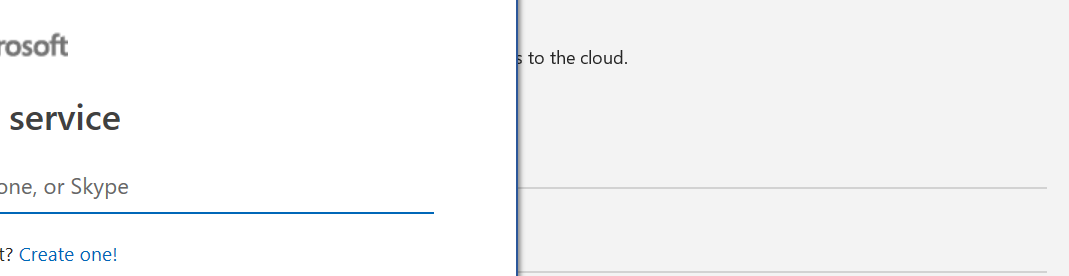 rosoft
s to the cloud.
service
one, or Skype
t? Create one!